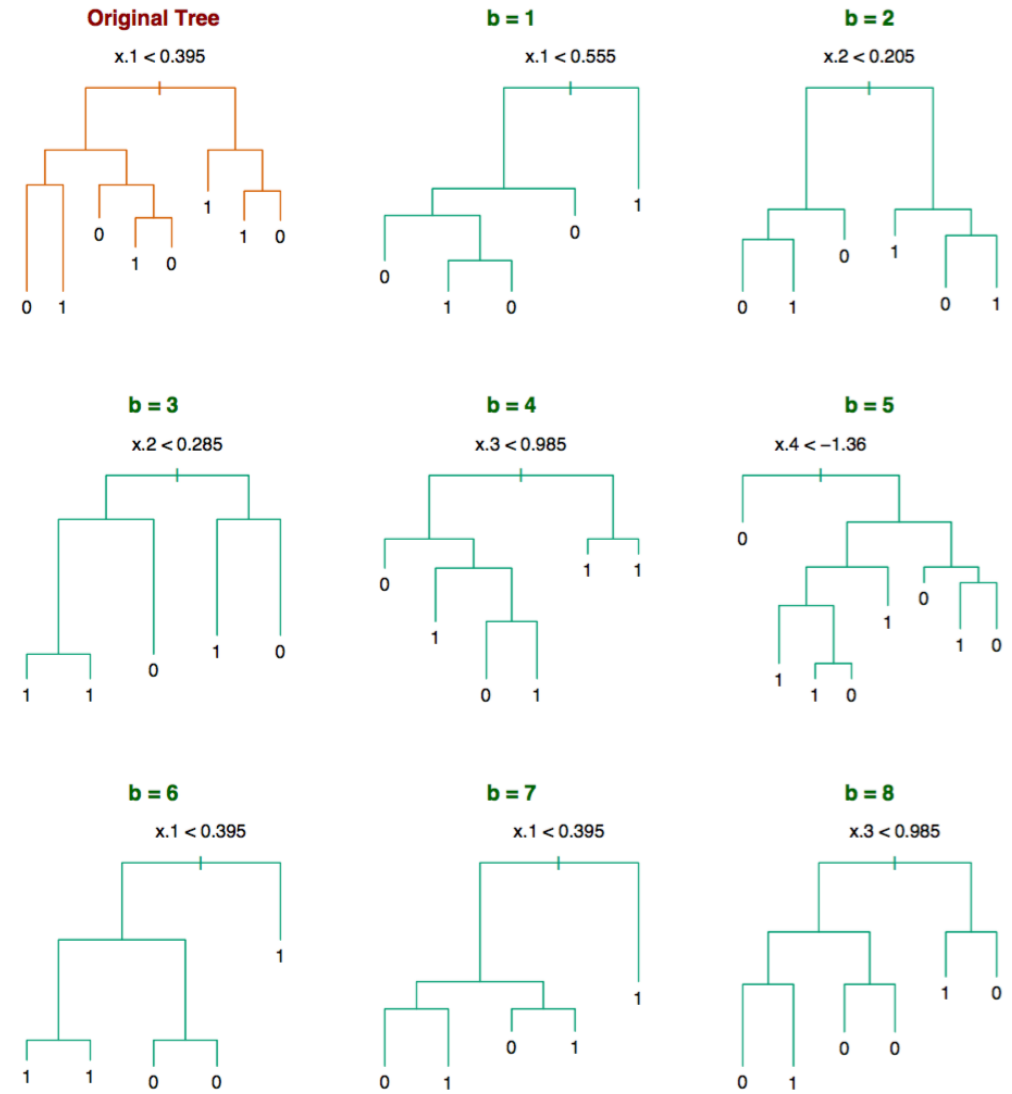 Original Tree
x.1 < 0.395
1
0
1 0
1 0
0 1
b = 1
x.1 < 0.555
1
0
0
1 0
b = 2
x.2 < 0.205
0 1
0 1 0 1
b = 3
x.2 < 0.285
1 0
0
1 1
b = 4
x.3 < 0.985
0 1 1
1
0 1
b = 5
x.4 < −1.36
0
0
1
1 0
1
1 0
b = 6
x.1 < 0.395
1
1 1 0 0
b = 7
x.1 < 0.395
1
0 1
0 1
b = 8
x.3 < 0.985
1 0
0 0
0 1